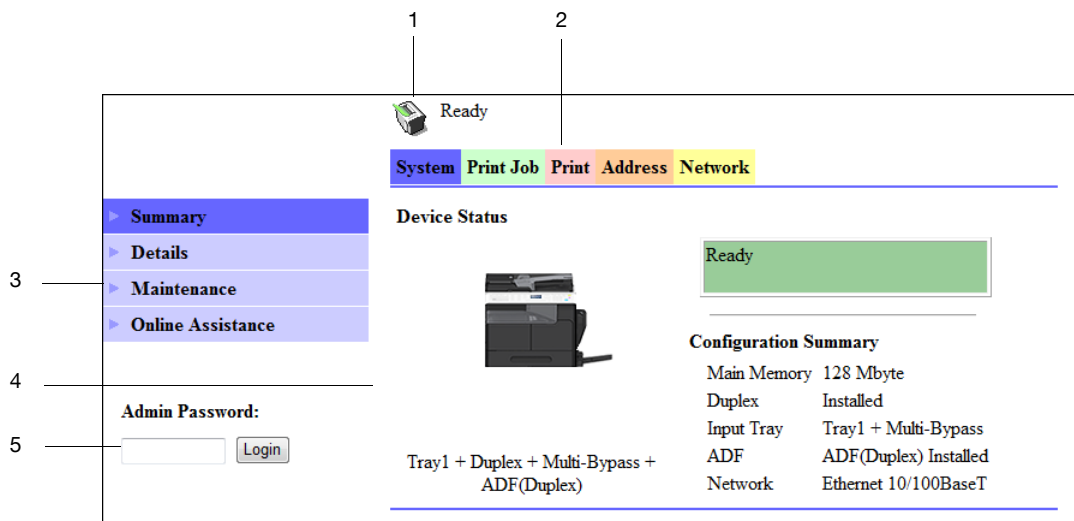 1
2
Ready
System Print Job Print Address Network
Summary
Details
Maintenance
Online Assistance
3
4
Admin Password:
5
Login
Device Status
Ready
Tray1 + Duplex + Multi-Bypass +
ADF(Duplex)
Configuration Summary
Main Memory 128 Mbyte
Duplex Installed
Input Tray Tray1 + Multi-Bypass
ADF ADF(Duplex) Installed
Network Ethernet 10/100BaseT